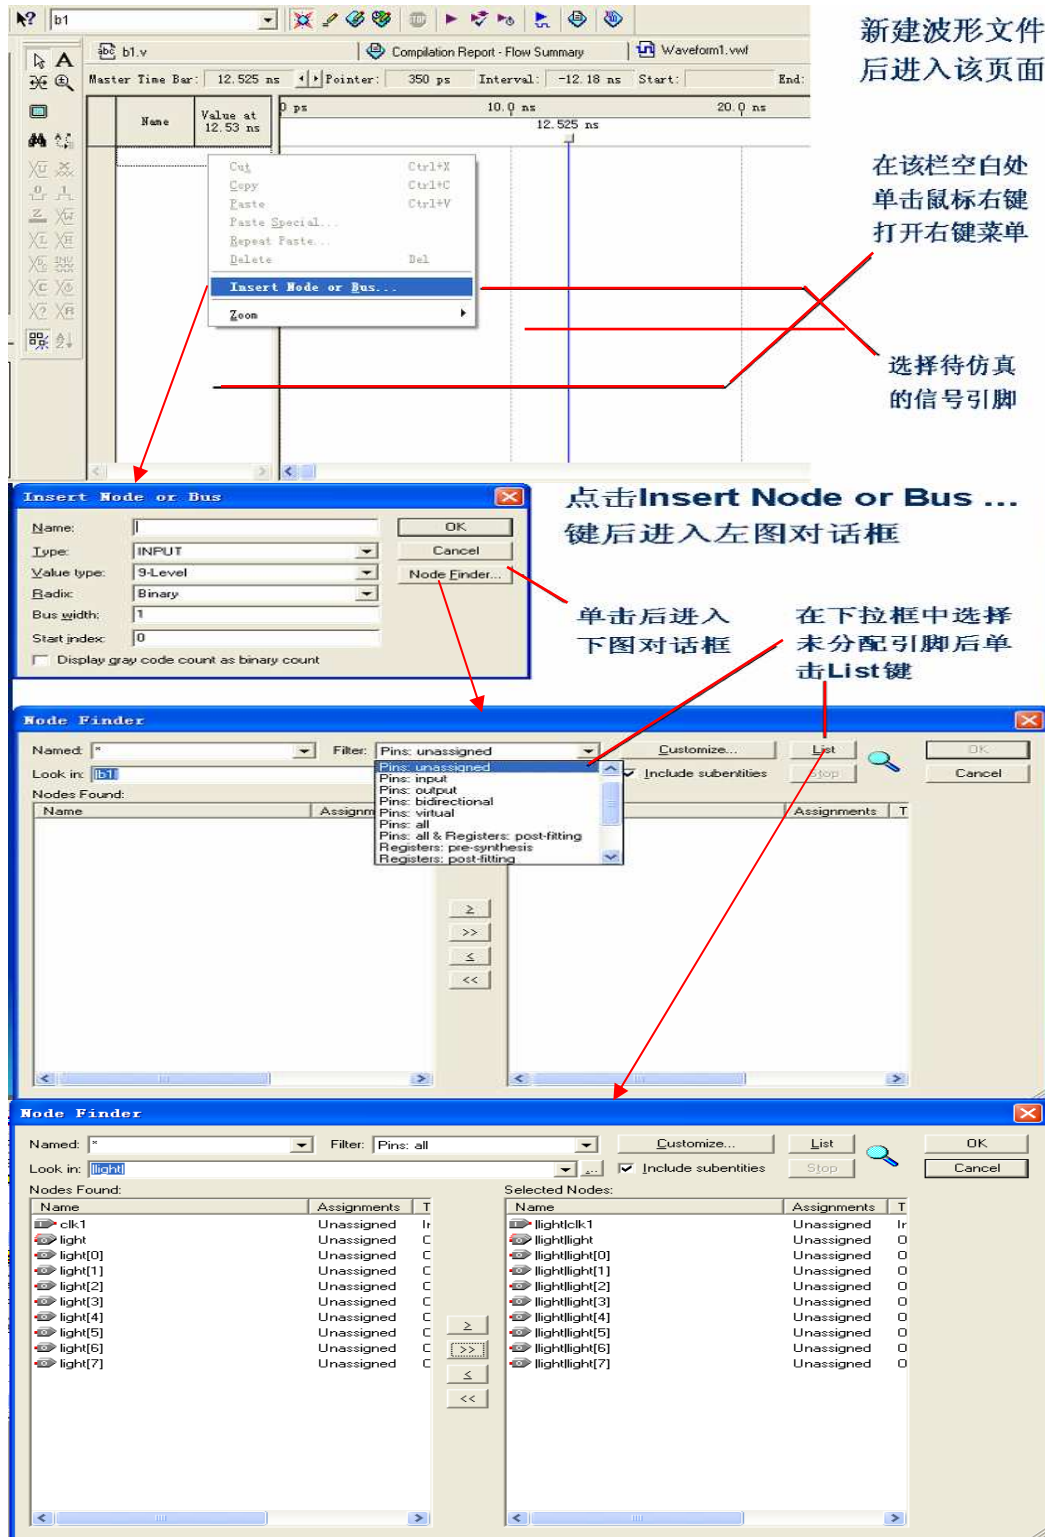 b1
新建波形文件
后进入该页面
b1.v
Compilation Report - Flow Summary
Waveform1.vwf
Master Time Bar: 12.525 ns Pointer: 350 ps Interval: -12.18 ns Start: End:
Name
Value at
12.53 ns
0 ps 10.0 ns 20.0 ns
12.525 ns
Cut Ctrl+X
Copy Ctrl+C
Paste Ctrl+V
Paste Special...
Repeat Paste...
Delete Del
Insert Node or Bus...
Zoom
在该栏空白处
单击鼠标右键
打开右键菜单
选择待仿真
的信号引脚
Insert Node or Bus
Name: OK
Type: INPUT Cancel
Value type: 9-Level Node Finder...
Radix: Binary
Bus width: 1
Start index: 0
Display gray code count as binary count
点击Insert Node or Bus ...
键后进入左图对话框
单击后进入
下图对话框
在下拉框中选择
未分配引脚后单
击List键
Node Finder
Named: * Filter: Pins: unassigned Customize... List OK
Look in: |b1| Include subentities Stop Cancel
Nodes Found:
Name Assignm Assignments T
Pins: unassigned
Pins: input
Pins: output
Pins: bidirectional
Pins: virtual
Pins: all
Pins: all & Registers: post-fitting
Registers: pre-synthesis
Registers: post-fitting
≥
>>
≤
<<
Node Finder
Named: * Filter: Pins: all Customize... List OK
Look in: |light| ... Include subentities Stop Cancel
Nodes Found: Selected Nodes:
Name Assignments T Name Assignments T
clk1 Unassigned Ir |light|clk1 Unassigned Ir
light Unassigned C |light|light Unassigned O
light[0] Unassigned C |light|light[0] Unassigned O
light[1] Unassigned C |light|light[1] Unassigned O
light[2] Unassigned C |light|light[2] Unassigned O
light[3] Unassigned C |light|light[3] Unassigned O
light[4] Unassigned C |light|light[4] Unassigned O
light[5] Unassigned C |light|light[5] Unassigned O
light[6] Unassigned C |light|light[6] Unassigned O
light[7] Unassigned C |light|light[7] Unassigned O
≥
>>
≤
<<